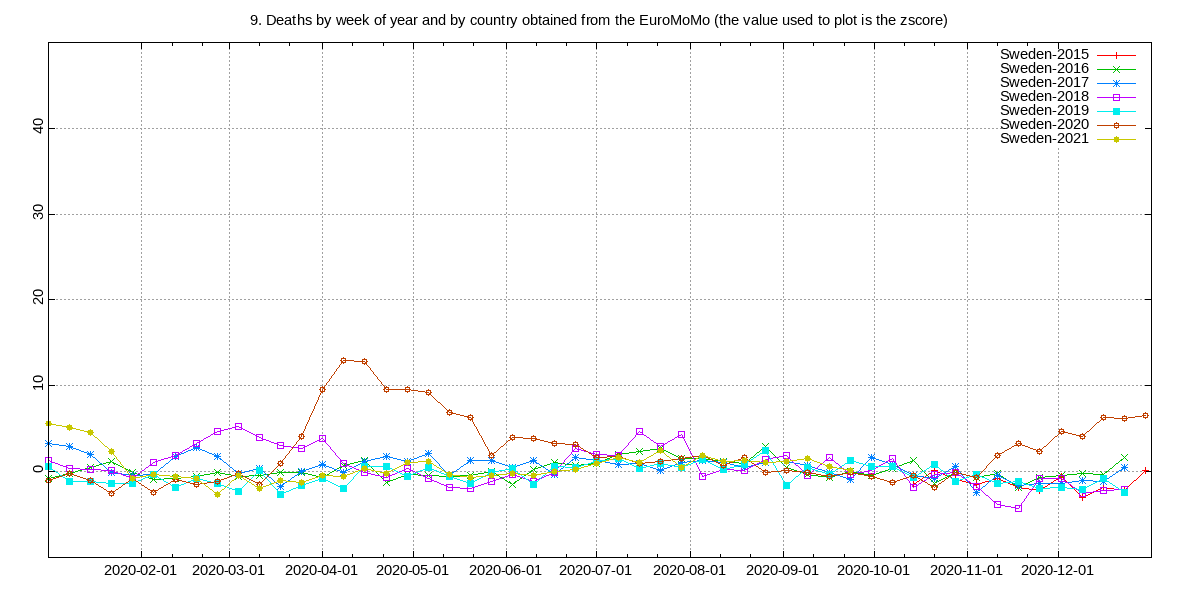 9. Deaths by week of year and by country obtained from the EuroMoMo (the value used to plot is the zscore)
Sweden-2015
Sweden-2016
Sweden-2017
Sweden-2018
Sweden-2019
Sweden-2020
Sweden-2021
40
30
20
10
0
2020-02-01 2020-03-01 2020-04-01 2020-05-01 2020-06-01 2020-07-01 2020-08-01 2020-09-01 2020-10-01 2020-11-01 2020-12-01